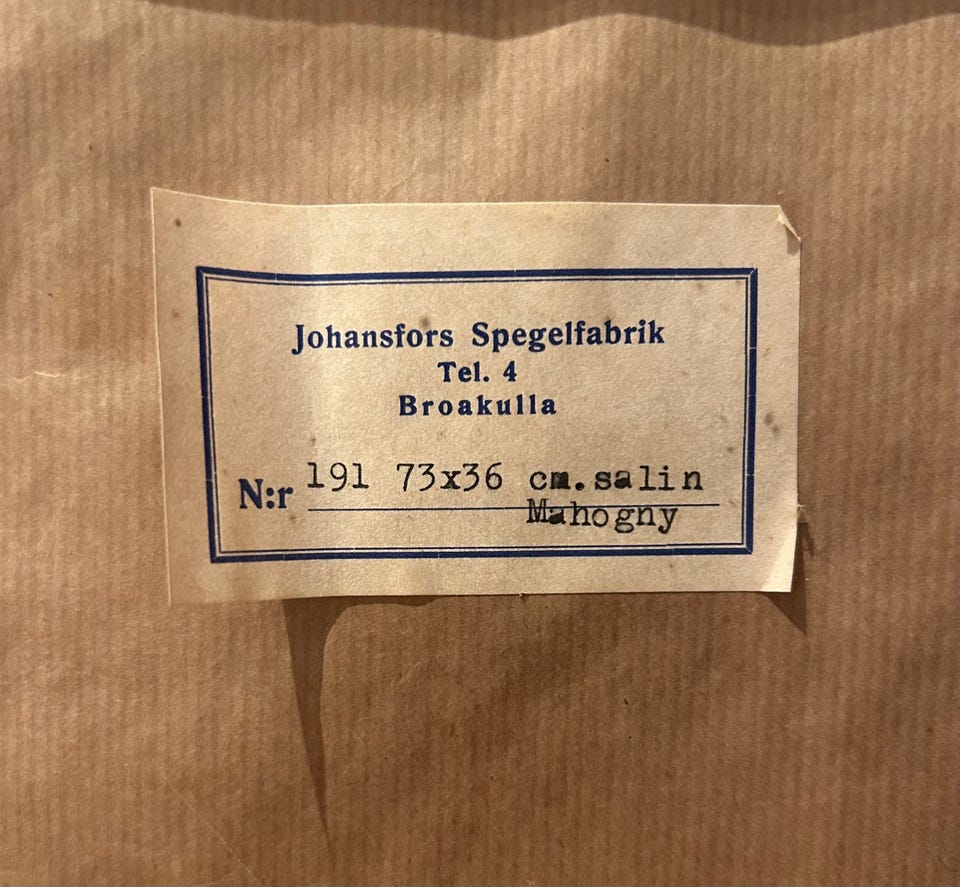 Johansfors Spegelfabrik
Tel. 4
Broakulla
N:r 191 73x36 cm.salin
Mahogny